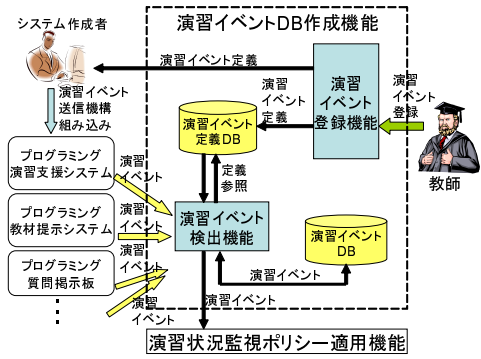 システム作成者
演習イベントDB作成機能
演習イベント定義
演習
イベント
登録機能
演習
イベント
定義
演習
イベント
登録
教師
演習イベント
送信機構
組み込み
演習イベント
定義DB
定義
参照
プログラミング
演習支援システム
演習
イベント
プログラミング
教材提示システム
演習
イベント
プログラミング
質問掲示板
演習
イベント
演習
イベント
演習イベント
検出機能
演習イベント
DB
演習イベント
演習イベント
演習状況監視ポリシー適用機能